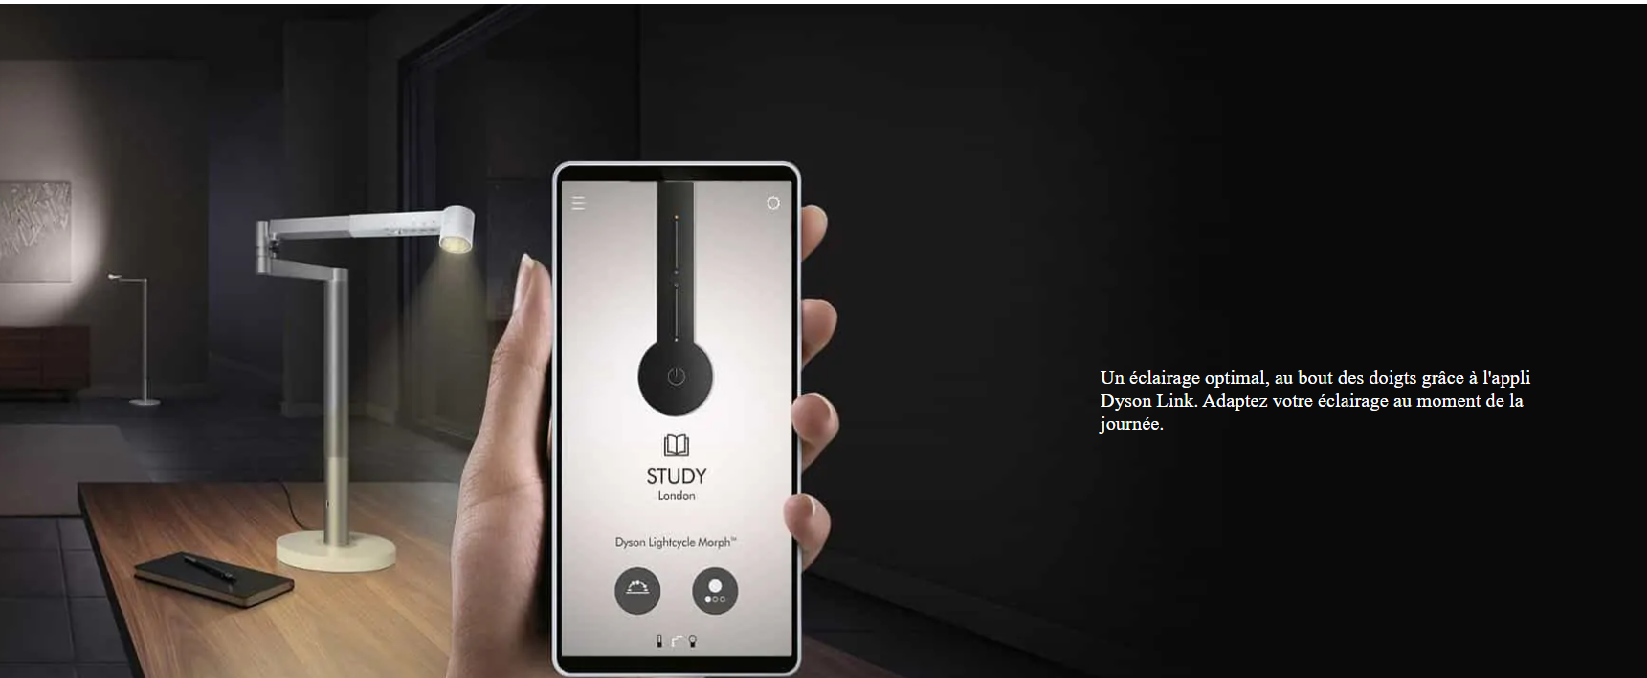 STUDY
London
Dyson Lightcycle Morph™
Un éclairage optimal, au bout des doigts grâce à l'appli
Dyson Link. Adaptez votre éclairage au moment de la
journée.